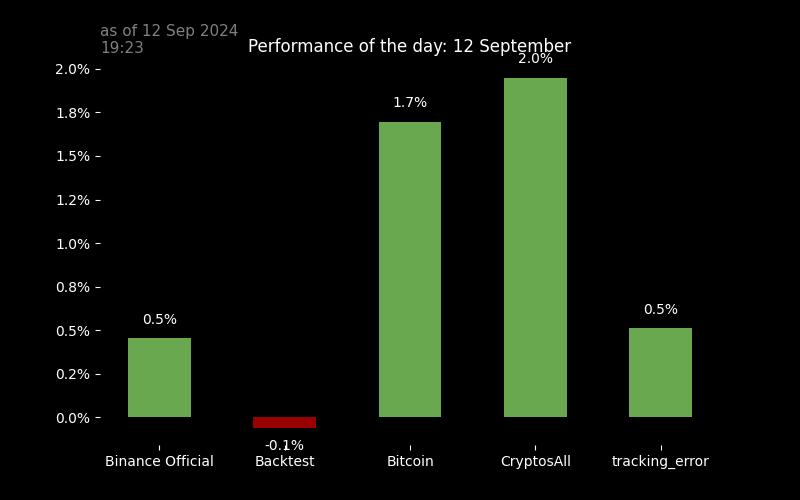 as of 12 Sep 2024
19:23
Performance of the day: 12 September
2.0%
1.8%
1.5%
1.2%
1.0%
0.8%
0.5%
0.2%
0.0%
0.5%
-0.1%
1.7%
2.0%
0.5%
Binance Official
Backtest
Bitcoin
CryptosAll
tracking_error